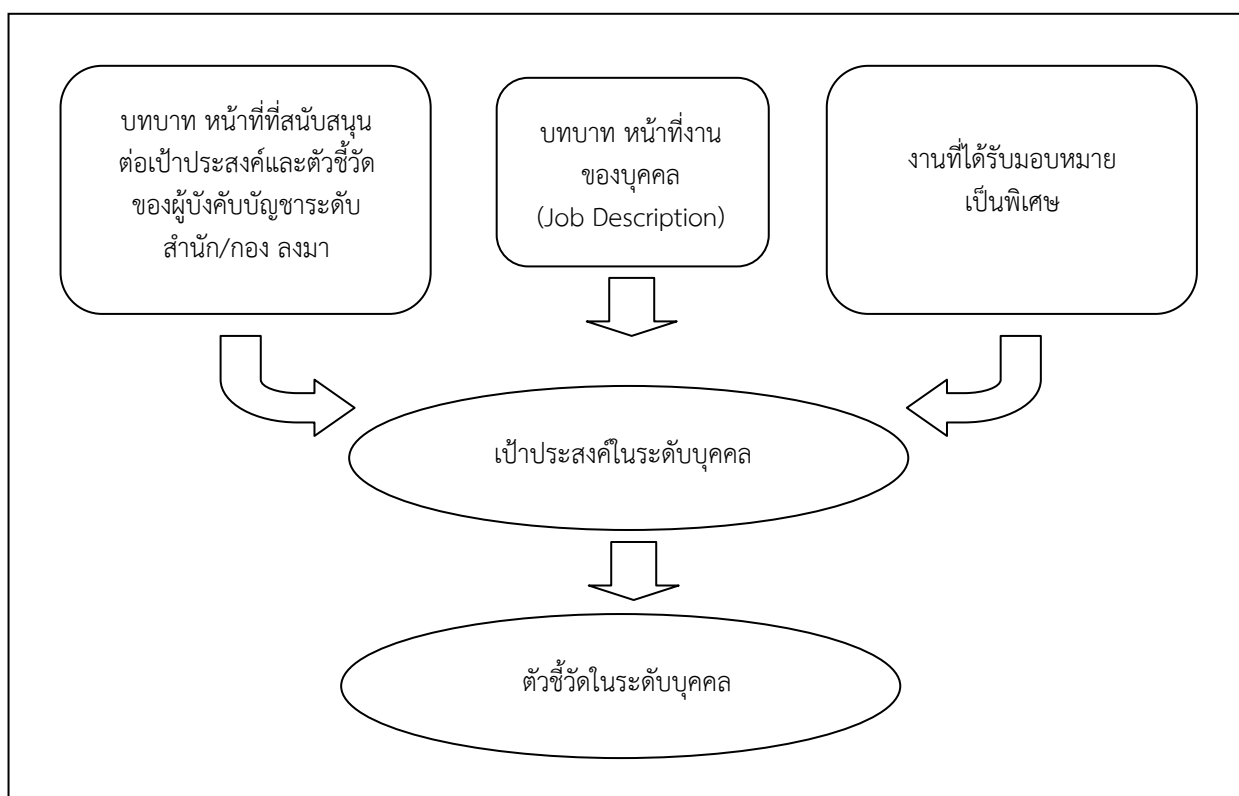 บทบาท หน้าที่ที่สนับสนุน
ต่อเป้าประสงค์และตัวชี้วัด
ของผู้บังคับบัญชาระดับ
สำนัก/กอง ลงมา
บทบาท หน้าที่งาน
ของบุคคล
(Job Description)
งานที่ได้รับมอบหมาย
เป็นพิเศษ
เป้าประสงค์ในระดับบุคคล
ตัวชี้วัดในระดับบุคคล